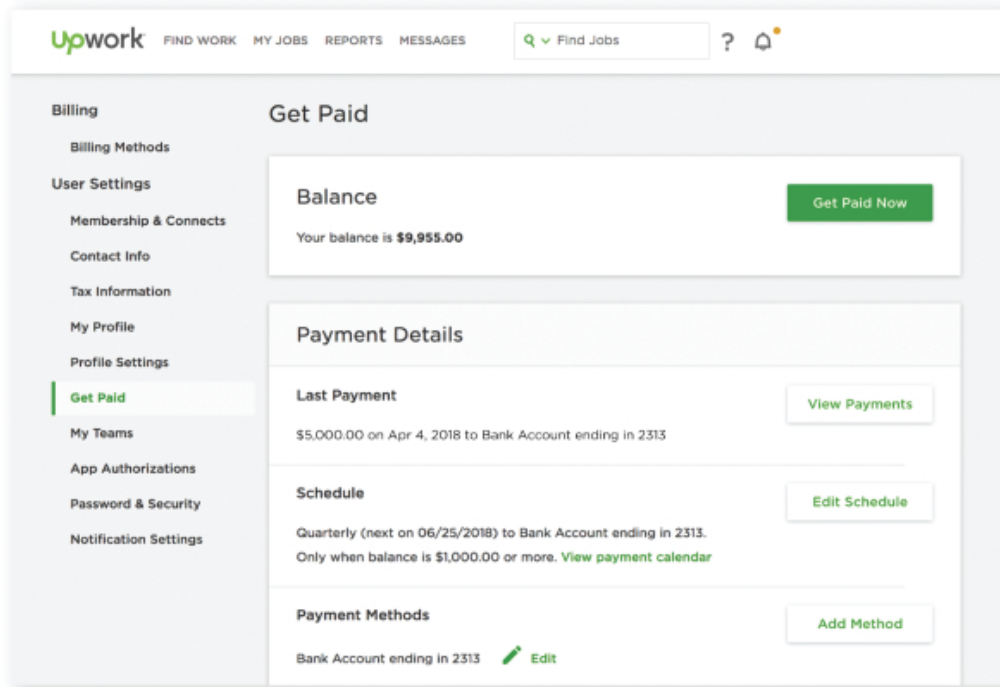 Upwork FIND WORK MY JOBS REPORTS MESSAGES Find Jobs ?
Billing
Billing Methods
User Settings
Membership & Connects
Contact Info
Tax Information
My Profile
Profile Settings
Get Paid
My Teams
App Authorizations
Password & Security
Notification Settings
Get Paid
Balance
Get Paid Now
Your balance is $9,955.00
Payment Details
Last Payment
View Payments
$5,000.00 on Apr 4, 2018 to Bank Account ending in 2313
Schedule
Edit Schedule
Quarterly (next on 06/25/2018) to Bank Account ending in 2313.
Only when balance is $1,000.00 or more. View payment calendar
Payment Methods
Add Method
Bank Account ending in 2313 Edit